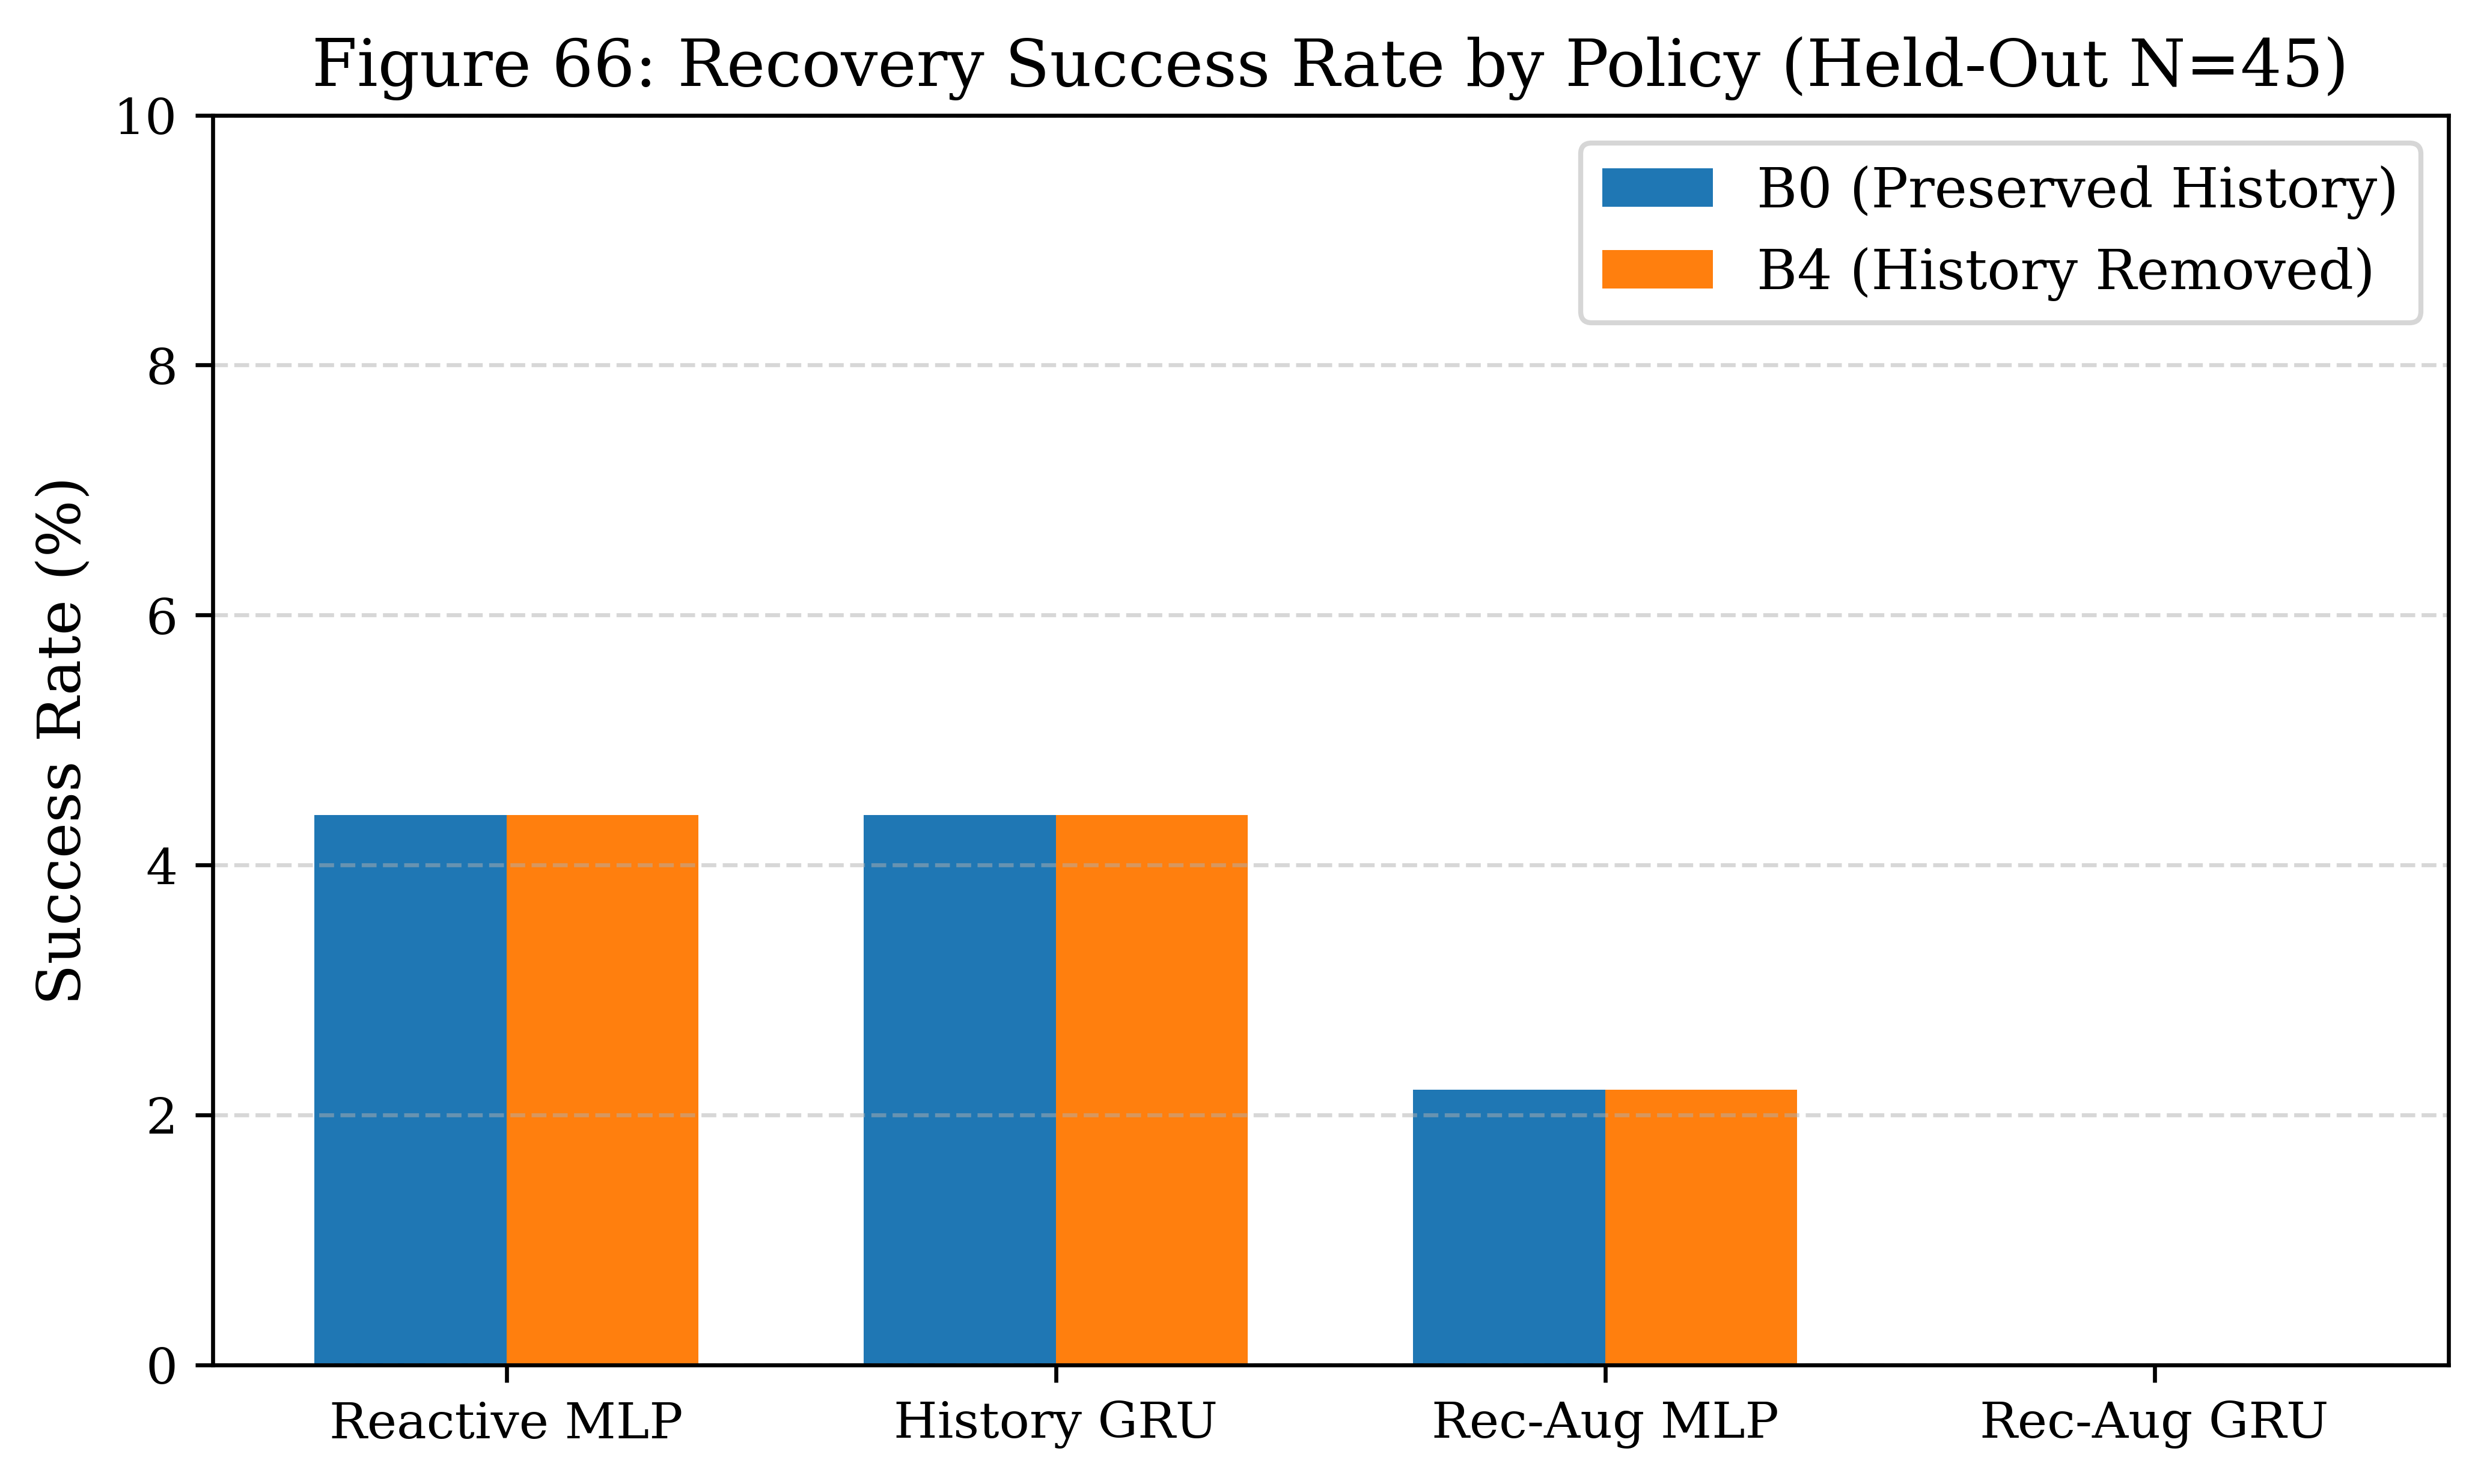 Figure 66: Recovery Success Rate by Policy (Held-Out N=45)
10
8
6
4
2
0
Success Rate (%)
B0 (Preserved History)
B4 (History Removed)
Reactive MLP
History GRU
Rec-Aug MLP
Rec-Aug GRU